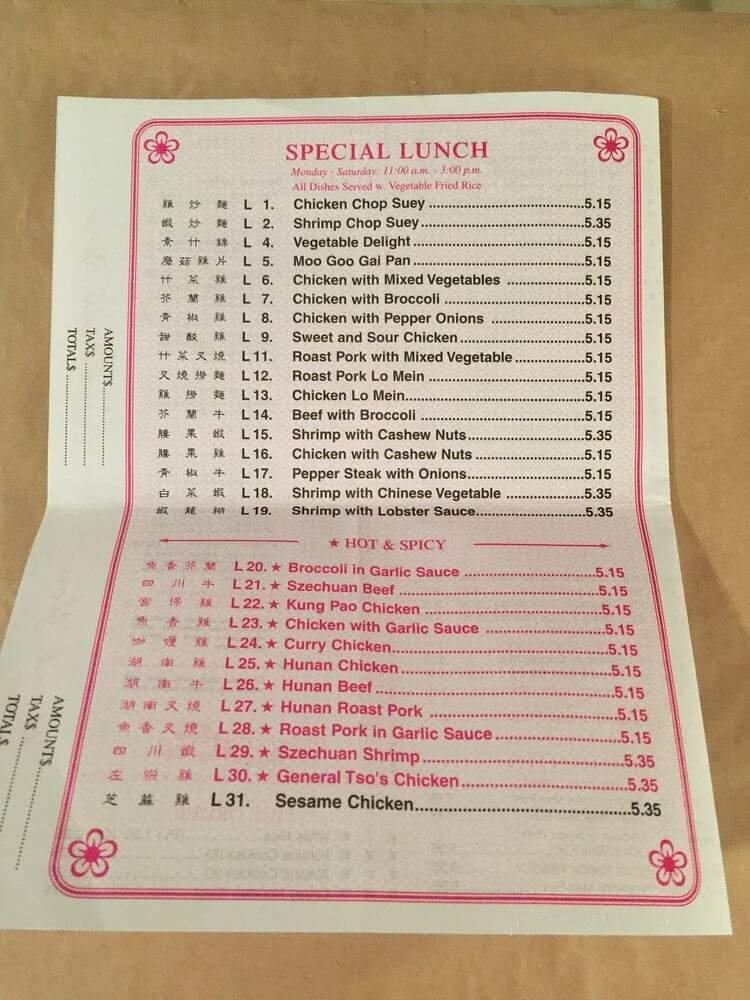 SPECIAL LUNCH
Monday - Saturday: 11:00 a.m. - 3:00 p.m.
All Dishes Served w. Vegetable Fried Rice
雞炒麵 L 1. Chicken Chop Suey ........ 5.15
蝦炒麵 L 2. Shrimp Chop Suey ........ 5.35
素什錦 L 4. Vegetable Delight ........ 5.15
磨菇雞片 L 5. Moo Goo Gai Pan ........ 5.15
什菜雞 L 6. Chicken with Mixed Vegetables ........ 5.15
芥蘭雞 L 7. Chicken with Broccoli ........ 5.15
青椒雞 L 8. Chicken with Pepper Onions ........ 5.15
甜酸雞 L 9. Sweet and Sour Chicken ........ 5.15
什菜叉燒 L 11. Roast Pork with Mixed Vegetable ........ 5.15
叉燒撈麵 L 12. Roast Pork Lo Mein ........ 5.15
雞撈麵 L 13. Chicken Lo Mein ........ 5.15
芥蘭牛 L 14. Beef with Broccoli ........ 5.15
腰果蝦 L 15. Shrimp with Cashew Nuts ........ 5.35
腰果雞 L 16. Chicken with Cashew Nuts ........ 5.15
青椒牛 L 17. Pepper Steak with Onions ........ 5.15
白菜蝦 L 18. Shrimp with Chinese Vegetable ........ 5.35
蝦龍糊 L 19. Shrimp with Lobster Sauce ........ 5.35
★ HOT & SPICY
魚香芥蘭 L 20. ★ Broccoli in Garlic Sauce ........ 5.15
四川牛 L 21. ★ Szechuan Beef ........ 5.15
宮保雞 L 22. ★ Kung Pao Chicken ........ 5.15
魚香雞 L 23. ★ Chicken with Garlic Sauce ........ 5.15
咖喱雞 L 24. ★ Curry Chicken ........ 5.15
湖南雞 L 25. ★ Hunan Chicken ........ 5.15
湖南牛 L 26. ★ Hunan Beef ........ 5.15
湖南叉燒 L 27. ★ Hunan Roast Pork ........ 5.15
魚香叉燒 L 28. ★ Roast Pork in Garlic Sauce ........ 5.15
四川蝦 L 29. ★ Szechuan Shrimp ........ 5.35
左宗雞 L 30. ★ General Tso's Chicken ........ 5.35
芝蔴雞 L 31. Sesame Chicken ........ 5.35
AMOUNT$ ........
TAX$ ........
TOTAL$ ........
AMOUNT$ ........
TAX$ ........
TOTAL$ ........